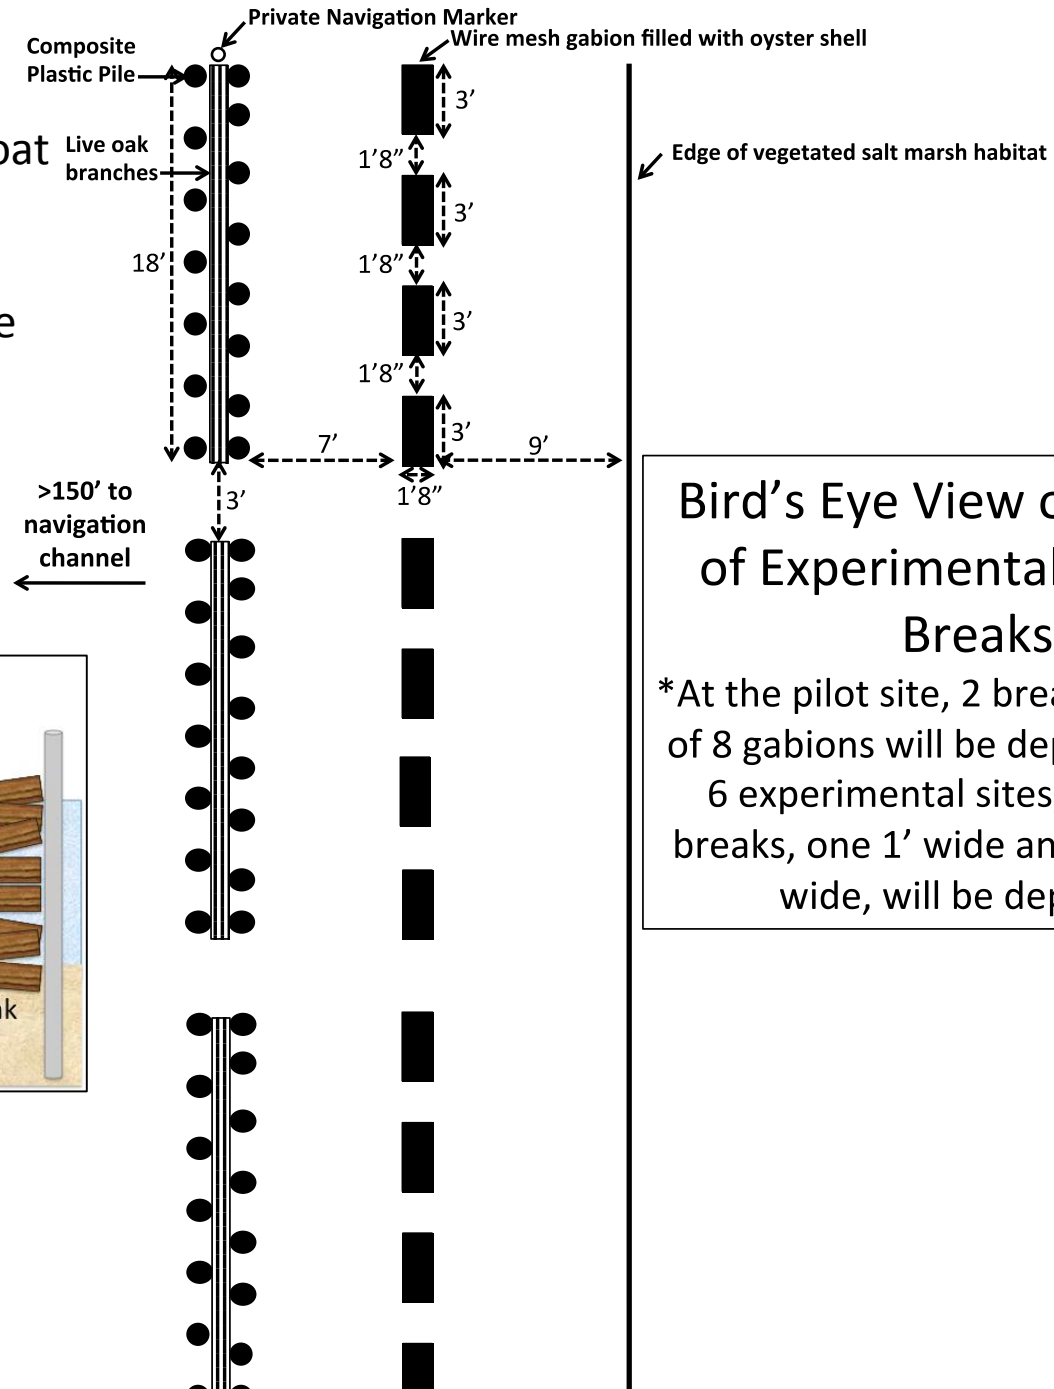 Private Navigation Marker
Composite
Plastic Pile
Wire mesh gabion filled with oyster shell
3’
oat
Live oak
branches
1’8”
Edge of vegetated salt marsh habitat
3’
18’
1’8”
e
3’
1’8”
3’
7’
9’
1’8”
>150’ to
navigation
channel
3’
Bird’s Eye View
of Experimental
Breaks
*At the pilot site, 2 brea
of 8 gabions will be dep
6 experimental sites
breaks, one 1’ wide an
wide, will be dep
ak